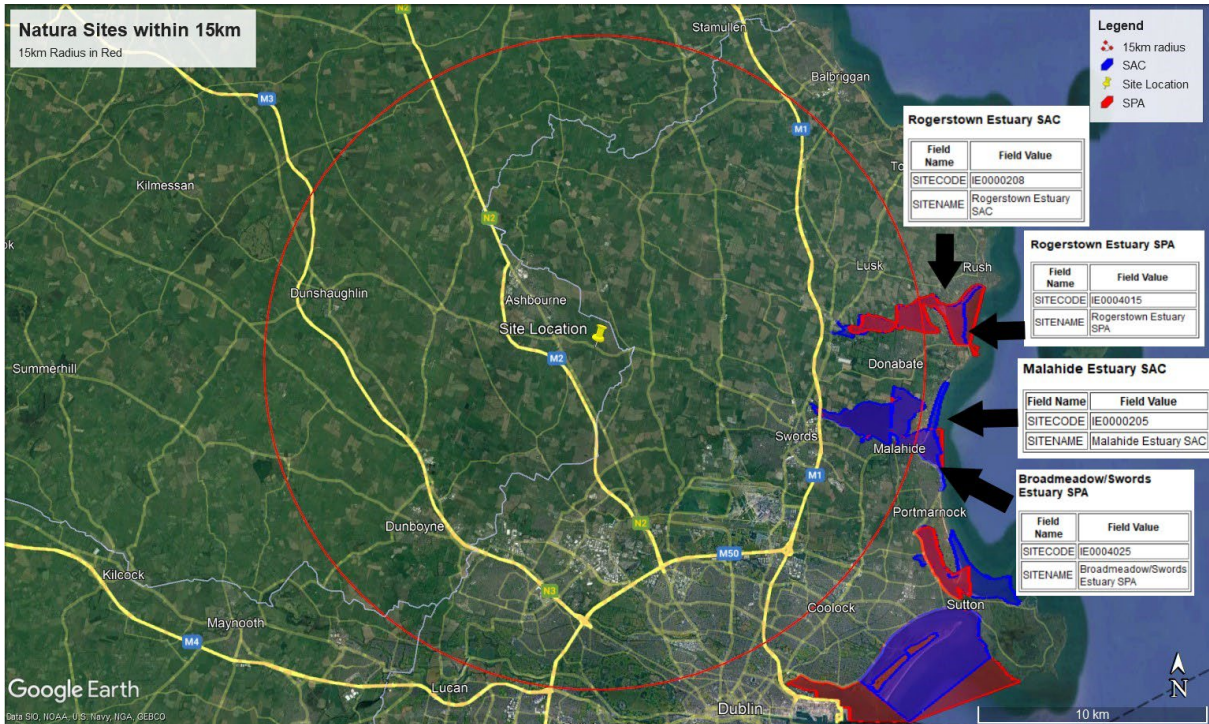 Natura Sites within 15km
15km Radius in Red
Legend
15km radius
SAC
Site Location
SPA
N2
Stamullen
M3
Balbriggan
M1
Kilmessan
N2
Rogerstown Estuary SAC
Field Name
Field Value
SITECODE
IE0000208
SITENAME
Rogerstown Estuary SAC
Rogerstown Estuary SPA
Field Name
Field Value
SITECODE
IE0004015
SITENAME
Rogerstown Estuary SPA
Lusk
Rush
Dunshaughlin
Ashbourne
Site Location
M2
Summerhill
Donabate
Malahide Estuary SAC
Field Name
Field Value
SITECODE
IE0000205
SITENAME
Malahide Estuary SAC
Swords
Malahide
M1
Broadmeadow/Swords
Estuary SPA
Field Name
Field Value
SITECODE
IE0004025
SITENAME
Broadmeadow/Swords
Estuary SPA
Portmarnock
Dunboyne
N2
M50
Kilcock
N3
Maynooth
Coolock
Sutton
M4
Lucan
Dublin
Google Earth
Data SIO, NOAA, U.S. Navy, NGA, GEBCO
N
10 km